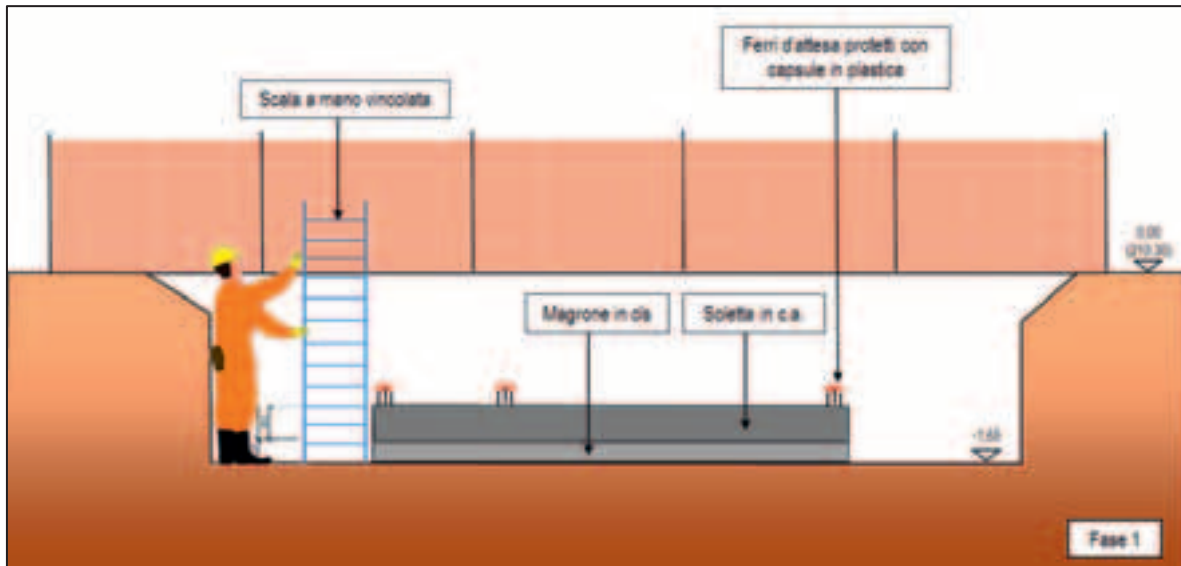 Ferri d'attesa protetti con
capsule in plastica
Scala a mano vincolata
0.00
(210.30)
Magrone in cls
Soletta in c.a.
-1.65
Fase 1